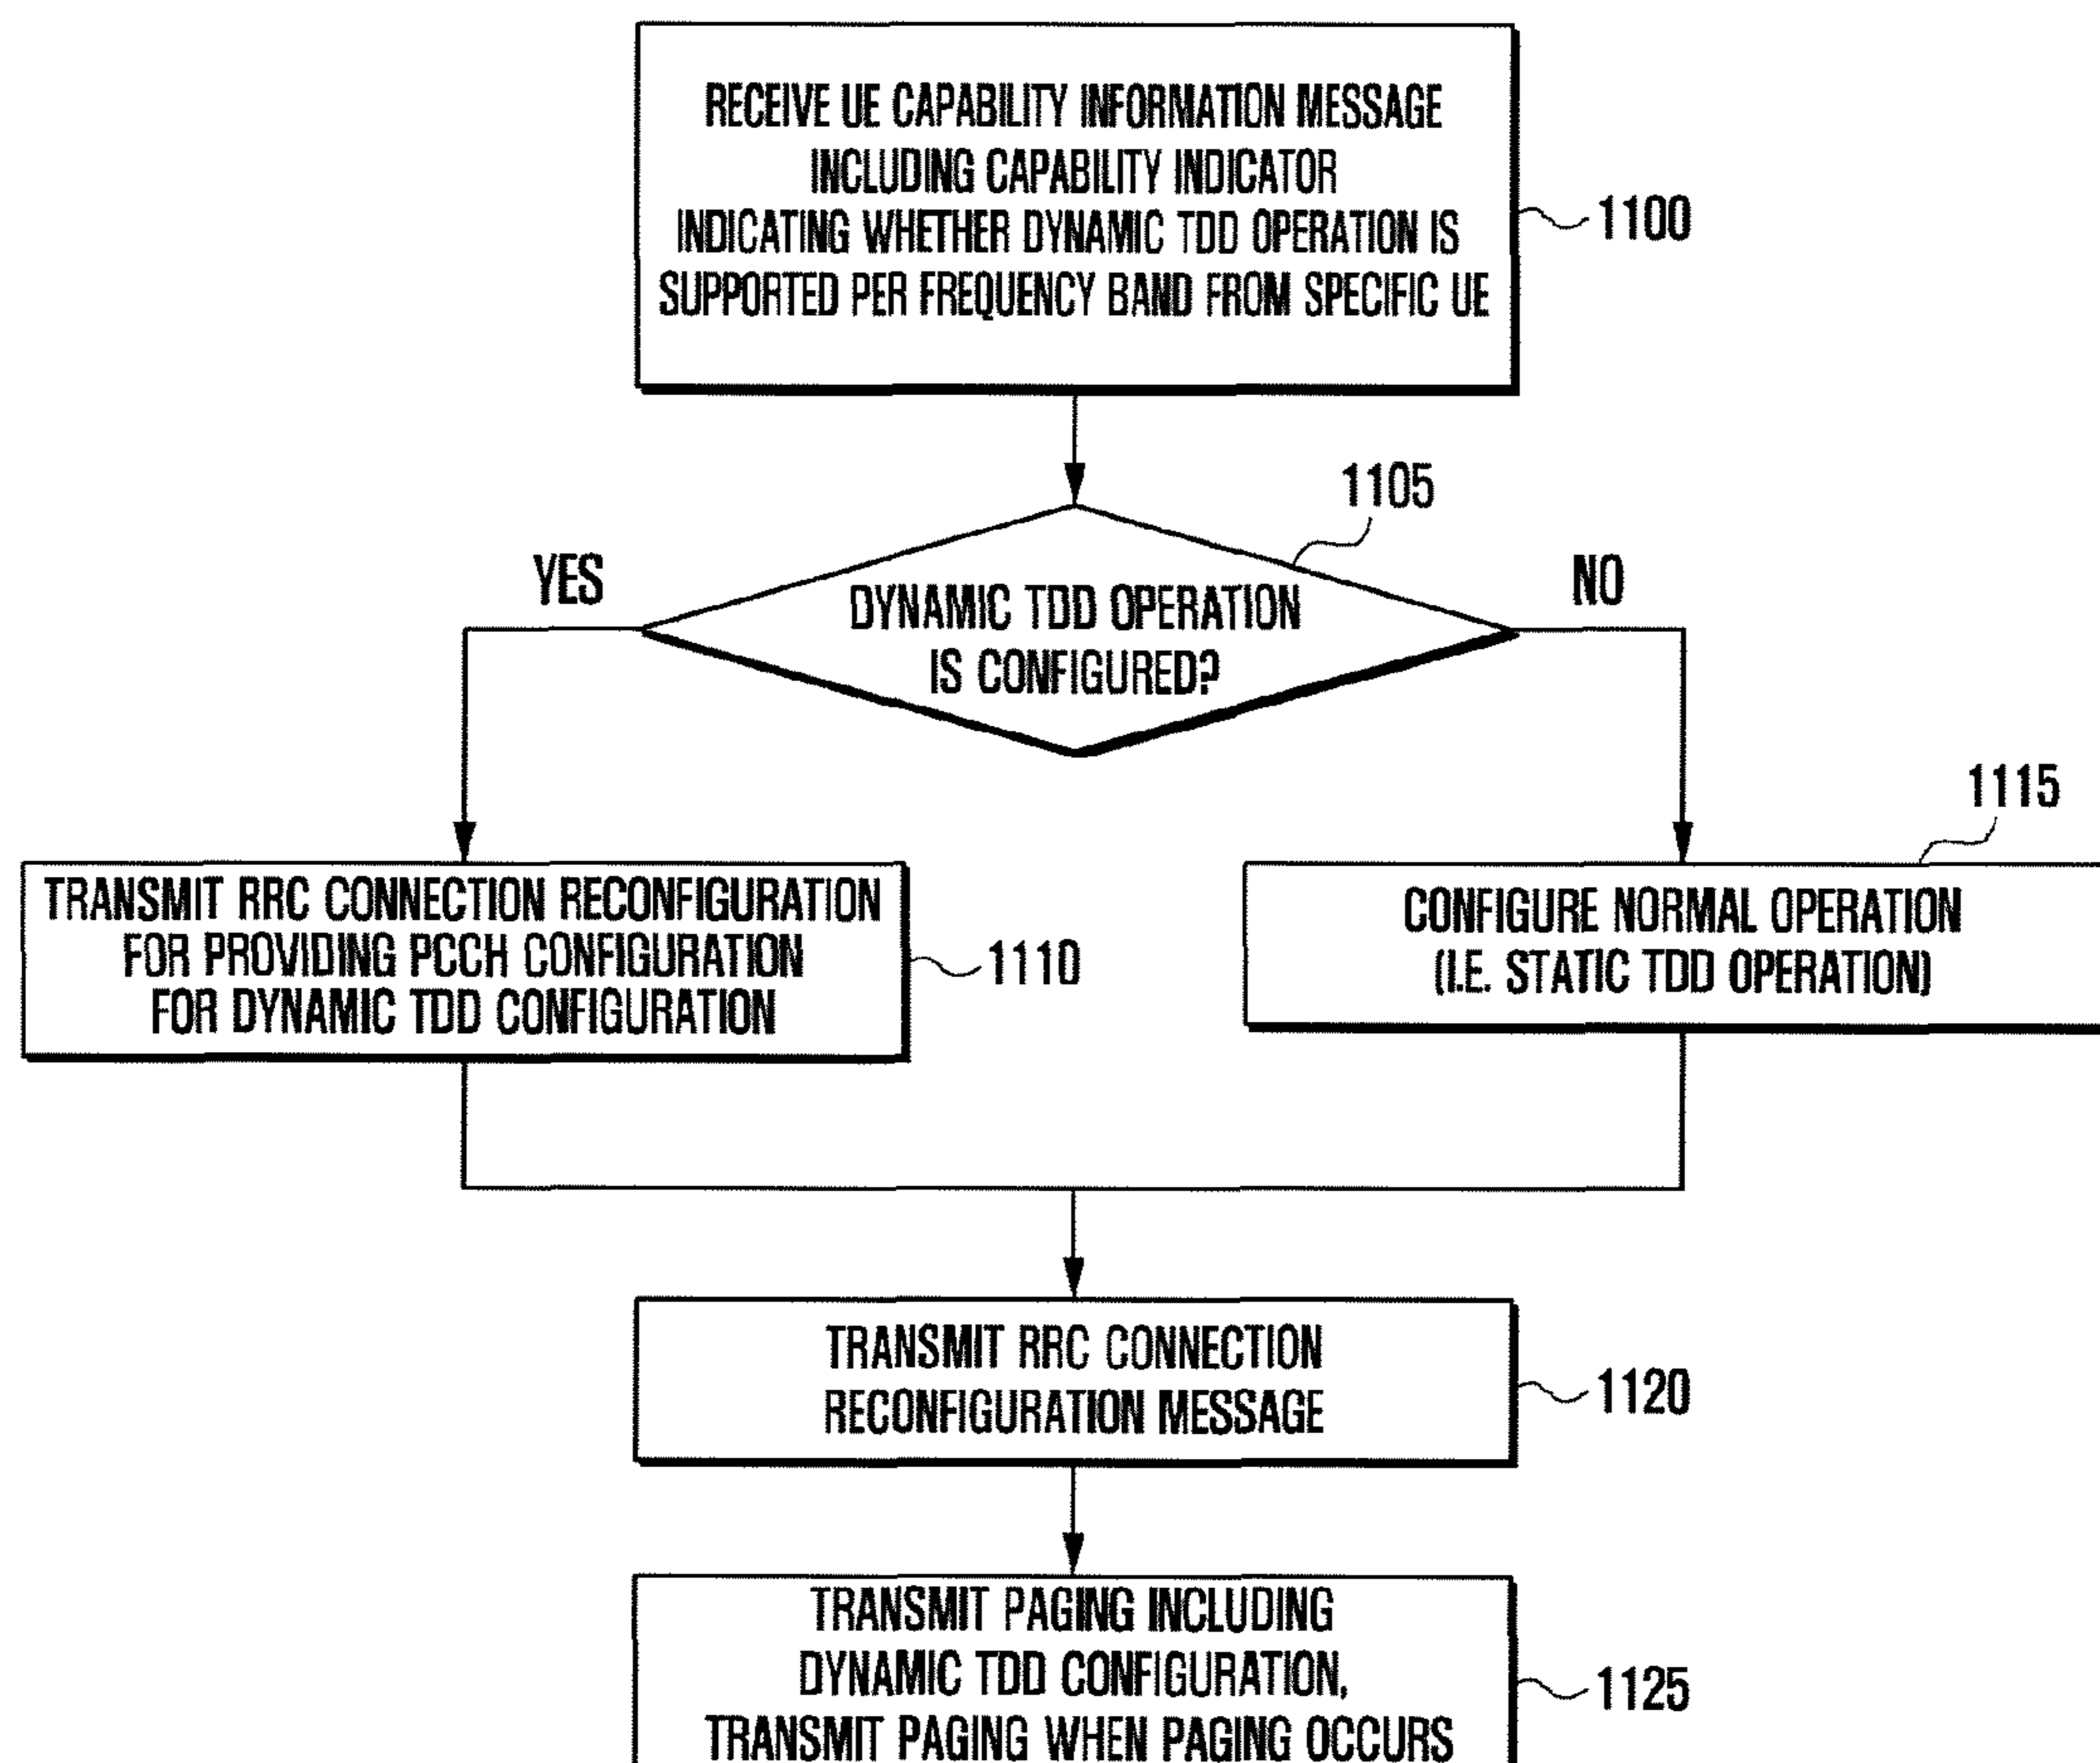 RECEIVE UE CAPABILITY INFORMATION MESSAGE
INCLUDING CAPABILITY INDICATOR
INDICATING WHETHER DYNAMIC TDD OPERATION IS
SUPPORTED PER FREQUENCY BAND FROM SPECIFIC UE
1100
1105
YES
NO
DYNAMIC TDD OPERATION
IS CONFIGURED?
1115
TRANSMIT RRC CONNECTION RECONFIGURATION
FOR PROVIDING PCCH CONFIGURATION
FOR DYNAMIC TDD CONFIGURATION
1110
CONFIGURE NORMAL OPERATION
(I.E. STATIC TDD OPERATION)
TRANSMIT RRC CONNECTION
RECONFIGURATION MESSAGE
1120
TRANSMIT PAGING INCLUDING
DYNAMIC TDD CONFIGURATION,
TRANSMIT PAGING WHEN PAGING OCCURS
1125